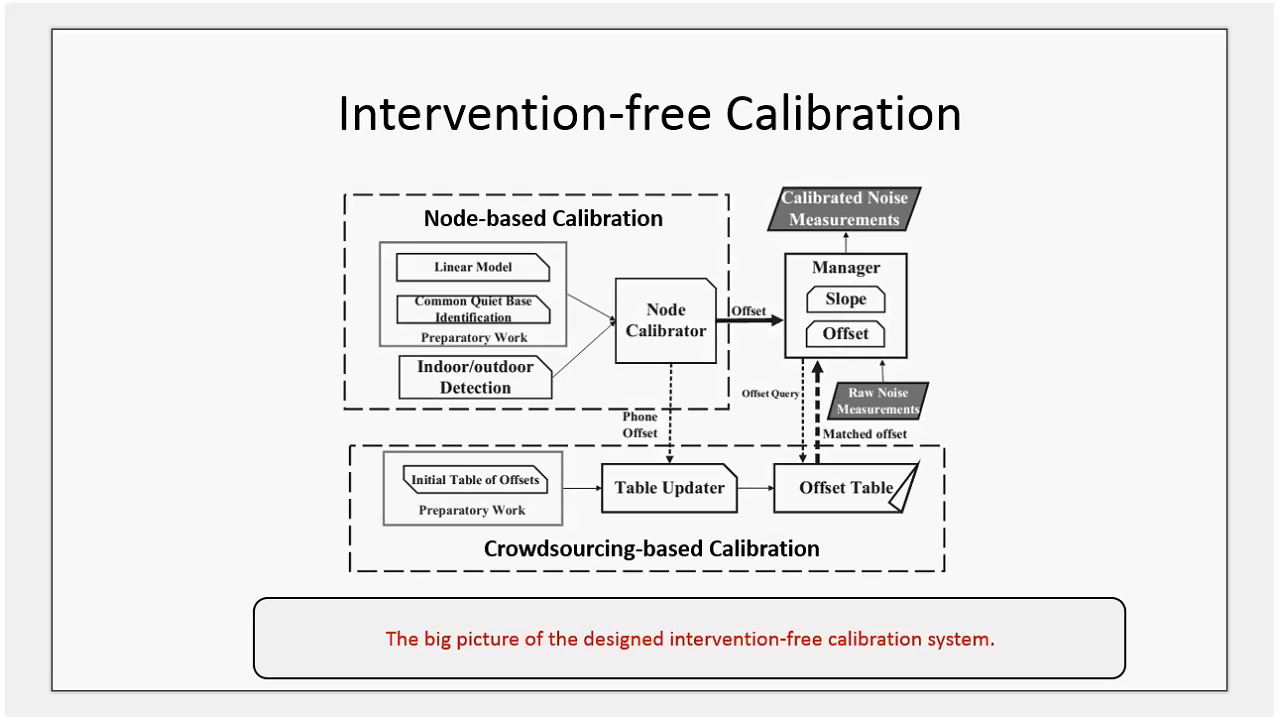 Intervention-free Calibration
Node-based Calibration
Linear Model
Common Quiet Base
Identification
Preparatory Work
Indoor/outdoor
Detection
Node
Calibrator
Offset
Calibrated Noise
Measurements
Manager
Slope
Offset
Raw Noise
Measurements
Offset Query
Matched offset
Phone
Offset
Initial Table of Offsets
Preparatory Work
Table Updater
Offset Table
Crowdsourcing-based Calibration
The big picture of the designed intervention-free calibration system.